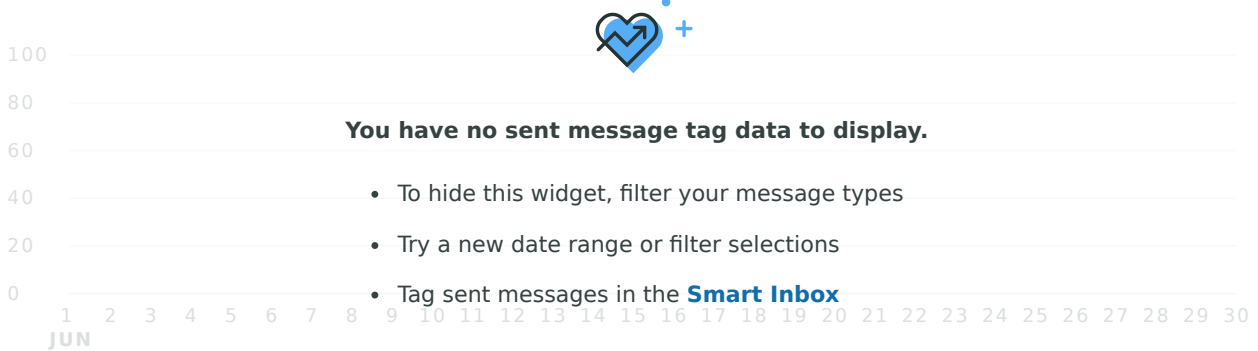 100
80
You have no sent message tag data to display.
60
40
• To hide this widget, filter your message types
20
• Try a new date range or filter selections
0
• Tag sent messages in the Smart Inbox
1 2 3 4 5 6 7 8 9 10 11 12 13 14 15 16 17 18 19 20 21 22 23 24 25 26 27 28 29 30
JUN